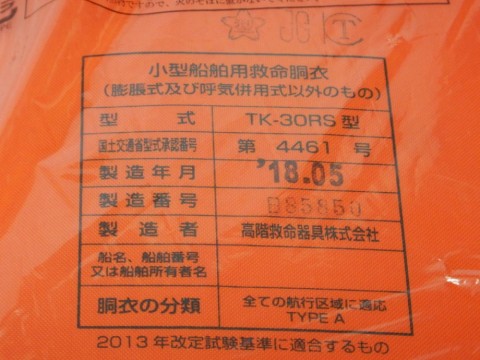 小型船舶用救命胴衣
(膨脹式及び呼気併用式以外のもの)
型式 TK-30RS型
国土交通省型式承認番号 第 4461 号
製造年月 '18.05
製造番号 B85850
製造者 高階救命器具株式会社
船名、船舶番号
又は船舶所有者名
胴衣の分類 全ての航行区域に適応
TYPE A
2013年改定試験基準に適合するもの